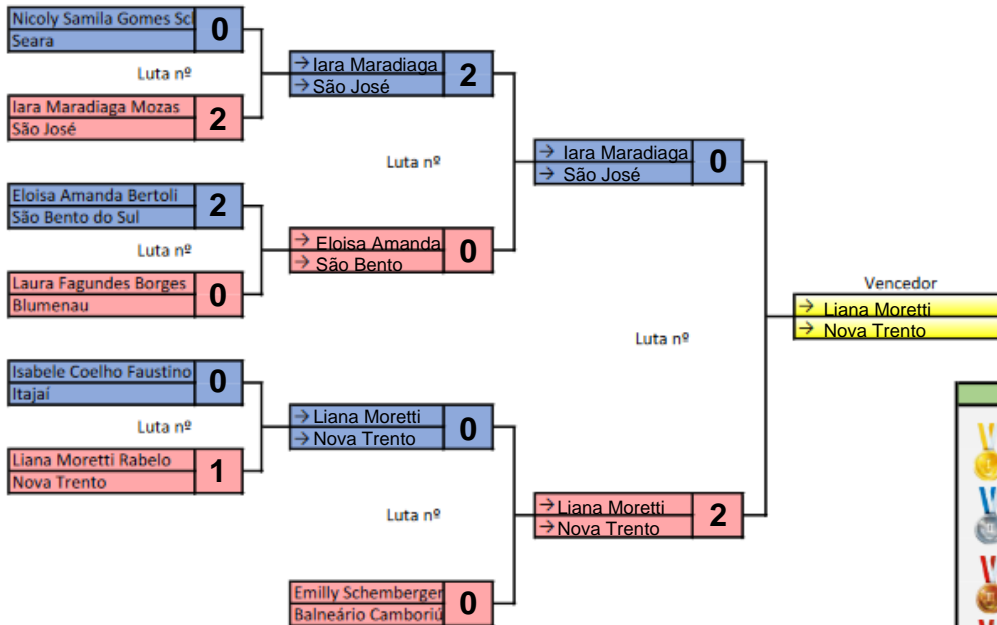 Nicoly Samila Gomes Scl 0
Seara
Luta nº
Iara Maradiaga Mozas 2
São José
→ Iara Maradiaga 2
→ São José
Luta nº
Eloisa Amanda Bertoli 2
São Bento do Sul
Luta nº
Laura Fagundes Borges 0
Blumenau
→ Eloisa Amanda 0
→ São Bento
→ Iara Maradiaga 0
→ São José
Luta nº
Vencedor
→ Liana Moretti
→ Nova Trento
Isabele Coelho Faustino 0
Itajaí
Luta nº
Liana Moretti Rabelo 1
Nova Trento
→ Liana Moretti 0
→ Nova Trento
Luta nº
→ Liana Moretti 2
→ Nova Trento
Emilly Schemberger 0
Balneário Camboriú